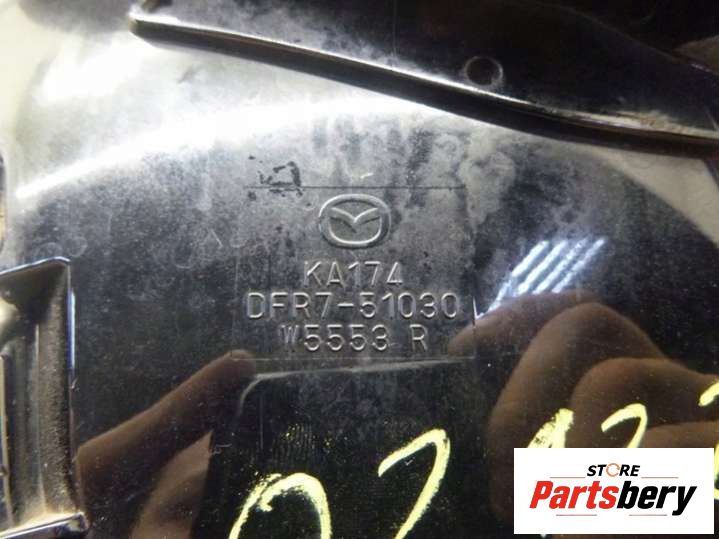 KA174
DFR7-51030
W5553 R
STORE
Partsbery